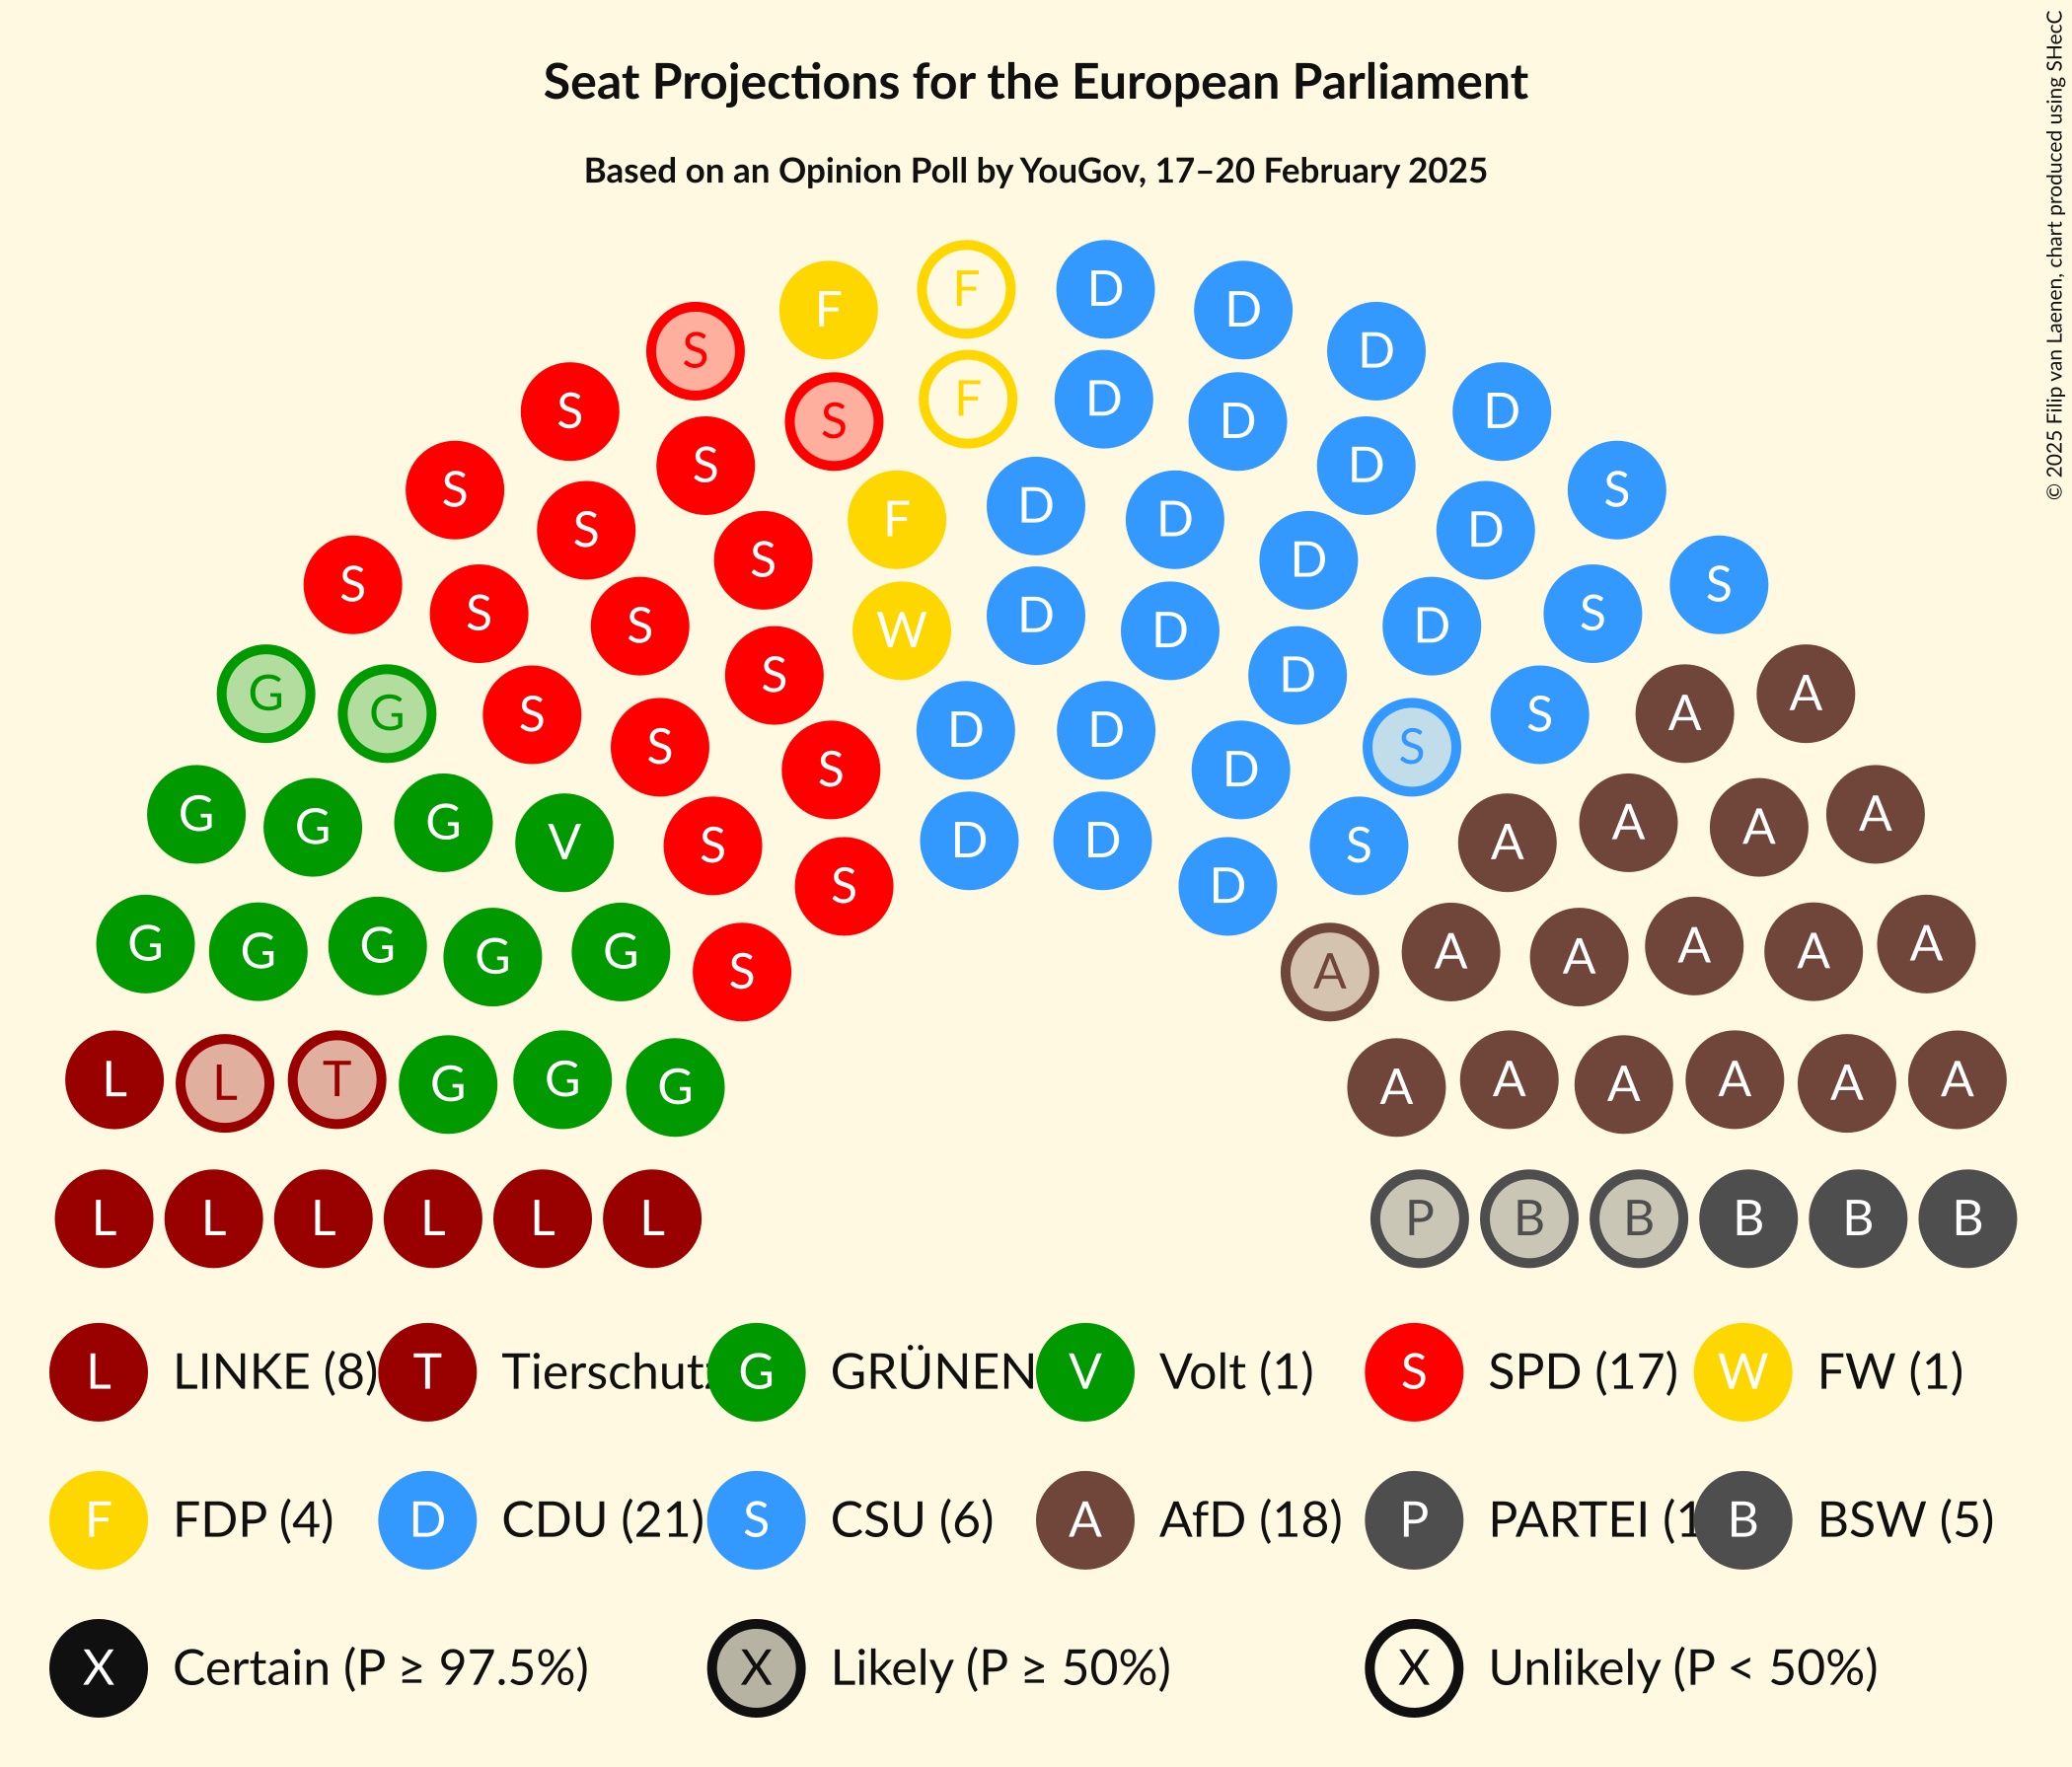 Seat Projections for the European Parliament
Based on an Opinion Poll by YouGov, 17–20 February 2025
© 2025 Filip van Laenen, chart produced using SHecC
F D
F D
S D
F D
S D
S D
S D
S S
D
F D
S D
S D
S S
S D S
S W D D
S D
G A
G S S A
D D
S S
S D
G A
G G A A
V S D D S A
S D
G G G G G A A A A A
S A
L L T G G G A A A A A A
L L L L L L P B B B B B
L LINKE (8) T Tierschutz G GRÜNEN V Volt (1) S SPD (17) W FW (1)
F FDP (4) D CDU (21) S CSU (6) A AfD (18) P PARTEI (1 B BSW (5)
X Certain (P ≥ 97.5%) X Likely (P ≥ 50%) X Unlikely (P < 50%)